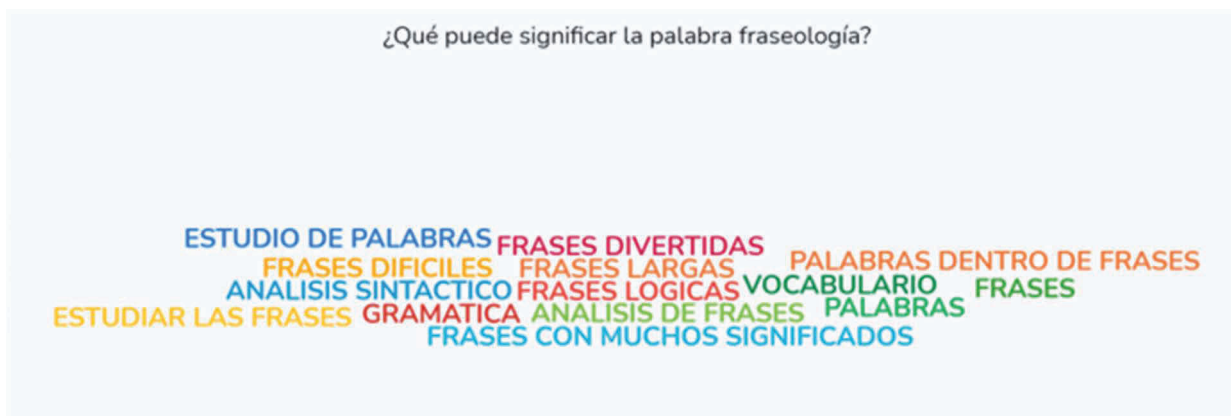 ¿Qué puede significar la palabra fraseología?
ESTUDIO DE PALABRAS
FRASES DIVERTIDAS
PALABRAS DENTRO DE FRASES
FRASES DIFICILES
FRASES LARGAS
VOCABULARIO
FRASES
ANALISIS SINTACTICO
FRASES LOGICAS
PALABRAS
ESTUDIAR LAS FRASES
GRAMATICA
ANALISIS DE FRASES
FRASES CON MUCHOS SIGNIFICADOS